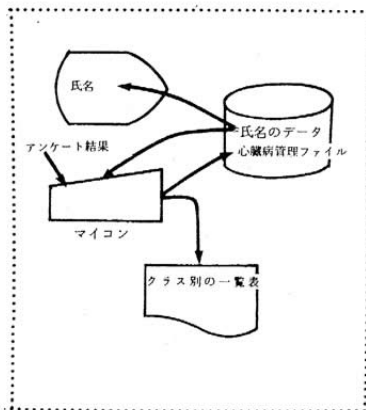 氏名
氏名のデータ
心臓病管理ファイル
アンケート結果
マイコン
クラス別の一覧表